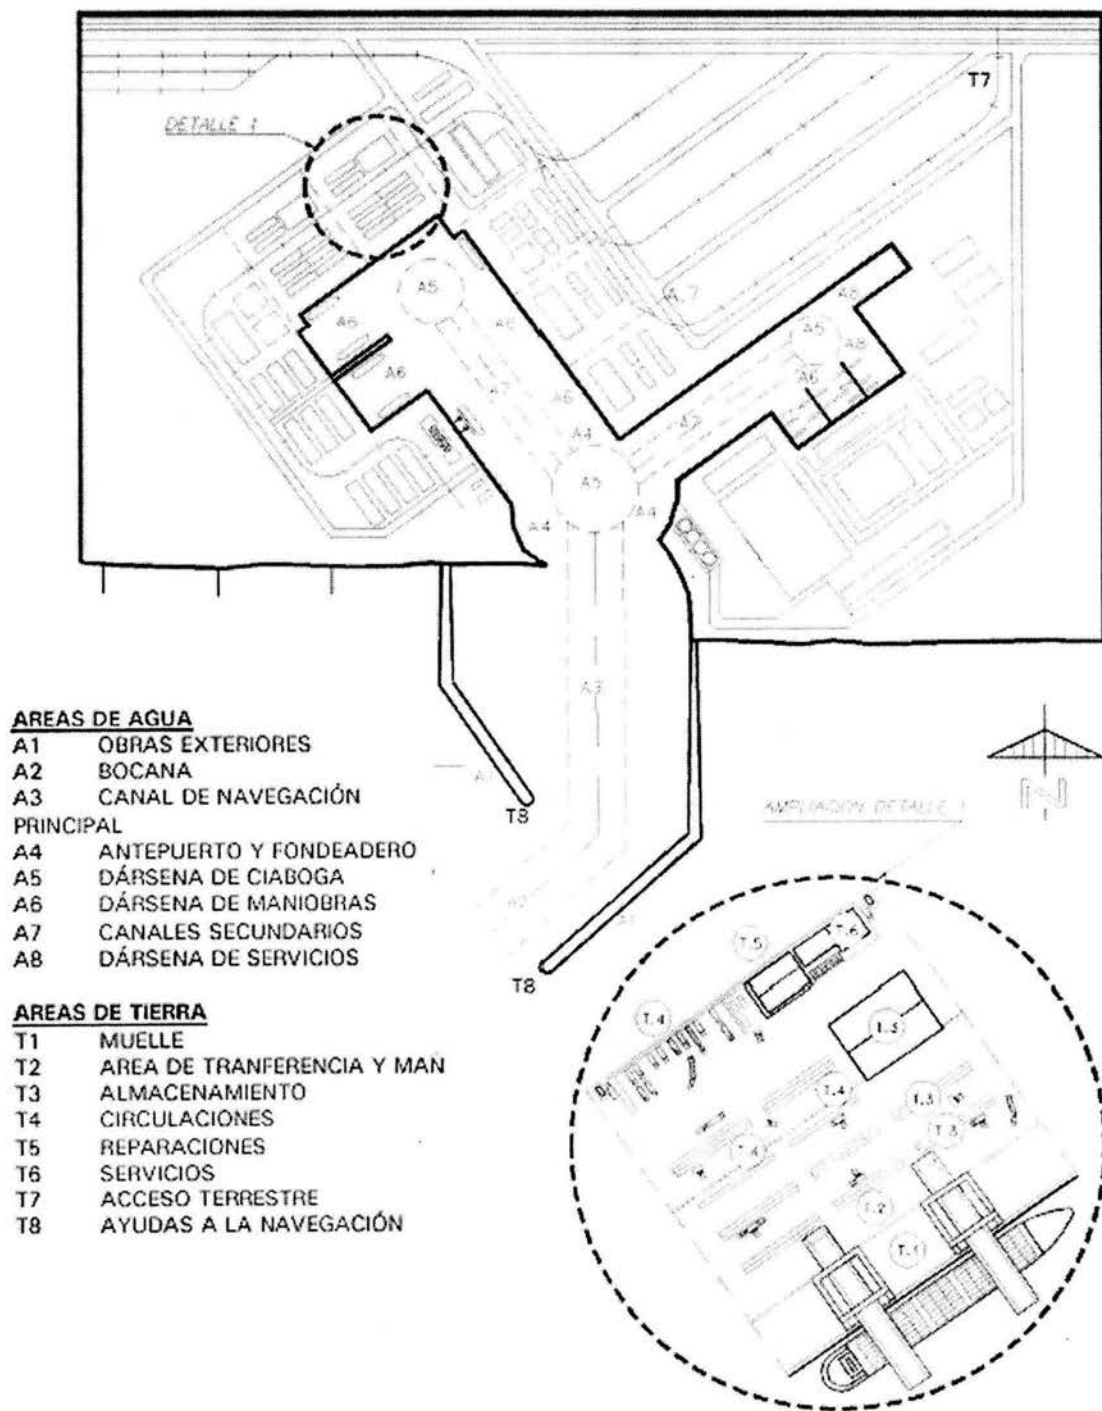 T7
DETALLE 1
A5
A6
A8
A6
A5
A8
A6
A6
A6
A4
A5
A4
A4
A3
T8
T8
AREAS DE AGUA
A1 OBRAS EXTERIORES
A2 BOCANA
A3 CANAL DE NAVEGACIÓN
PRINCIPAL
A4 ANTEPUERTO Y FONDEADERO
A5 DÁRSENA DE CIABOGA
A6 DÁRSENA DE MANIOBRAS
A7 CANALES SECUNDARIOS
A8 DÁRSENA DE SERVICIOS
AREAS DE TIERRA
T1 MUELLE
T2 AREA DE TRANFERENCIA Y MAN
T3 ALMACENAMIENTO
T4 CIRCULACIONES
T5 REPARACIONES
T6 SERVICIOS
T7 ACCESO TERRESTRE
T8 AYUDAS A LA NAVEGACIÓN
N
AMPLIACION DETALLE 1
T.5
T.6
T.4
T.4
T.3
T.3
T.4
T.2
T.1